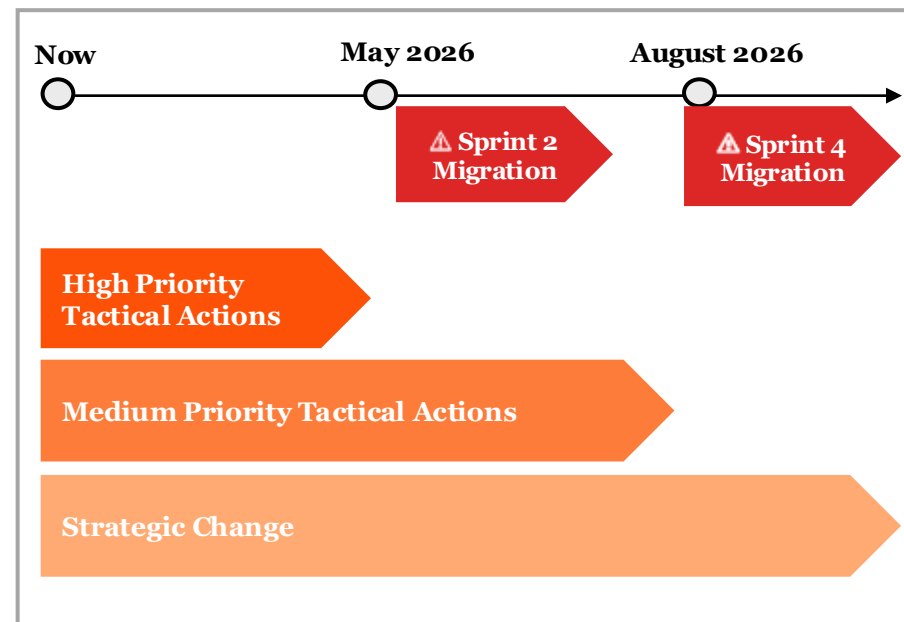 Now
May 2026
August 2026
⚠ Sprint 2
Migration
⚠ Sprint 4
Migration
High Priority
Tactical Actions
Medium Priority Tactical Actions
Strategic Change